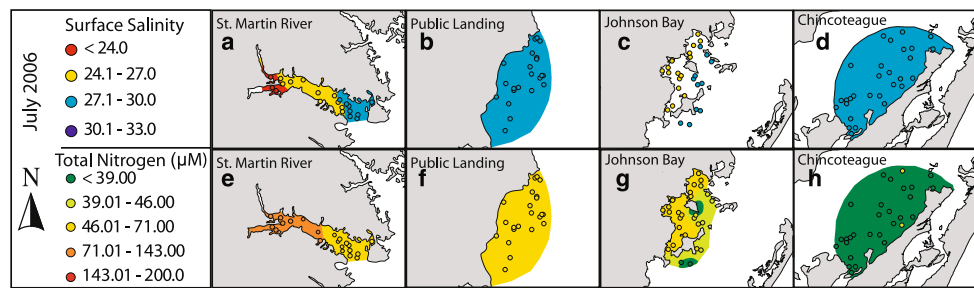 Surface Salinity
< 24.0
24.1 - 27.0
27.1 - 30.0
30.1 - 33.0
July 2006
St. Martin River
a
Public Landing
b
Johnson Bay
c
Chincoteague
d
Total Nitrogen (µM)
< 39.00
39.01 - 46.00
46.01 - 71.00
71.01 - 143.00
143.01 - 200.0
N
St. Martin River
e
Public Landing
f
Johnson Bay
g
Chincoteague
h